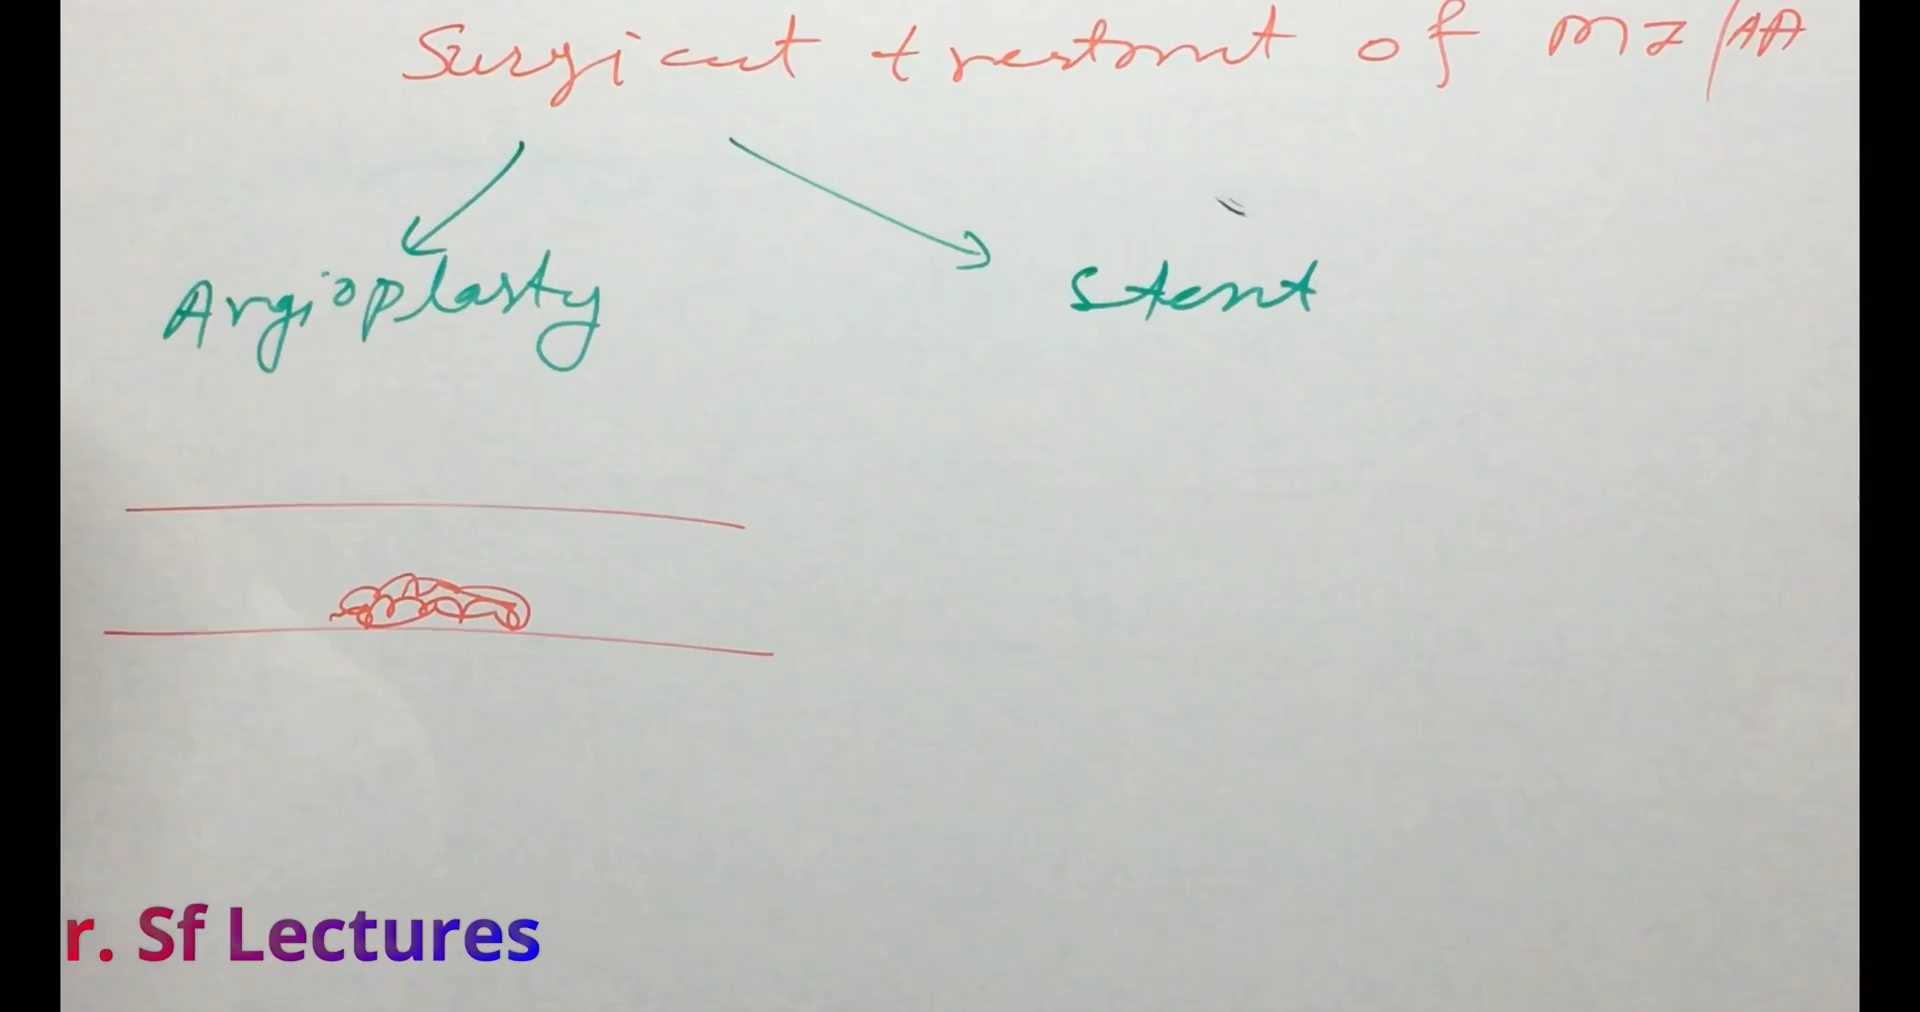 Surgical treatment of MI/AA
Angioplasty
Stent
r. Sf Lectures